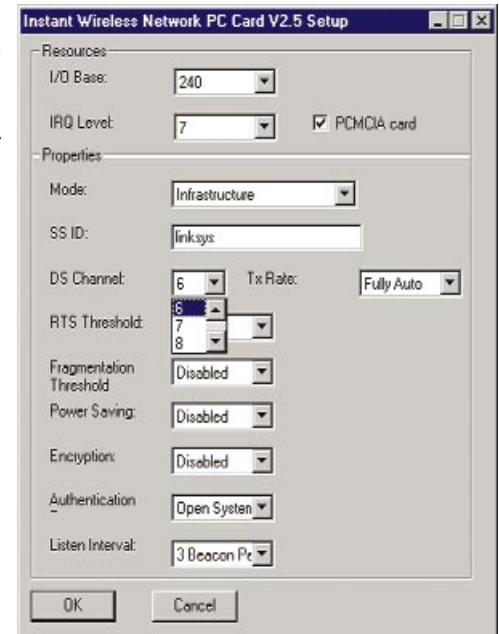 Instant Wireless Network PC Card V2.5 Setup
Resources
I/O Base: 240
IRQ Level: 7 PCMCIA card
Properties
Mode: Infrastructure
SS ID: linksys
DS Channel: 6 Tx Rate: Fully Auto
6
7
8
RTS Threshold:
Fragmentation Threshold Disabled
Power Saving: Disabled
Encryption: Disabled
Authentication Open System
Listen Interval: 3 Beacon Pe
OK Cancel